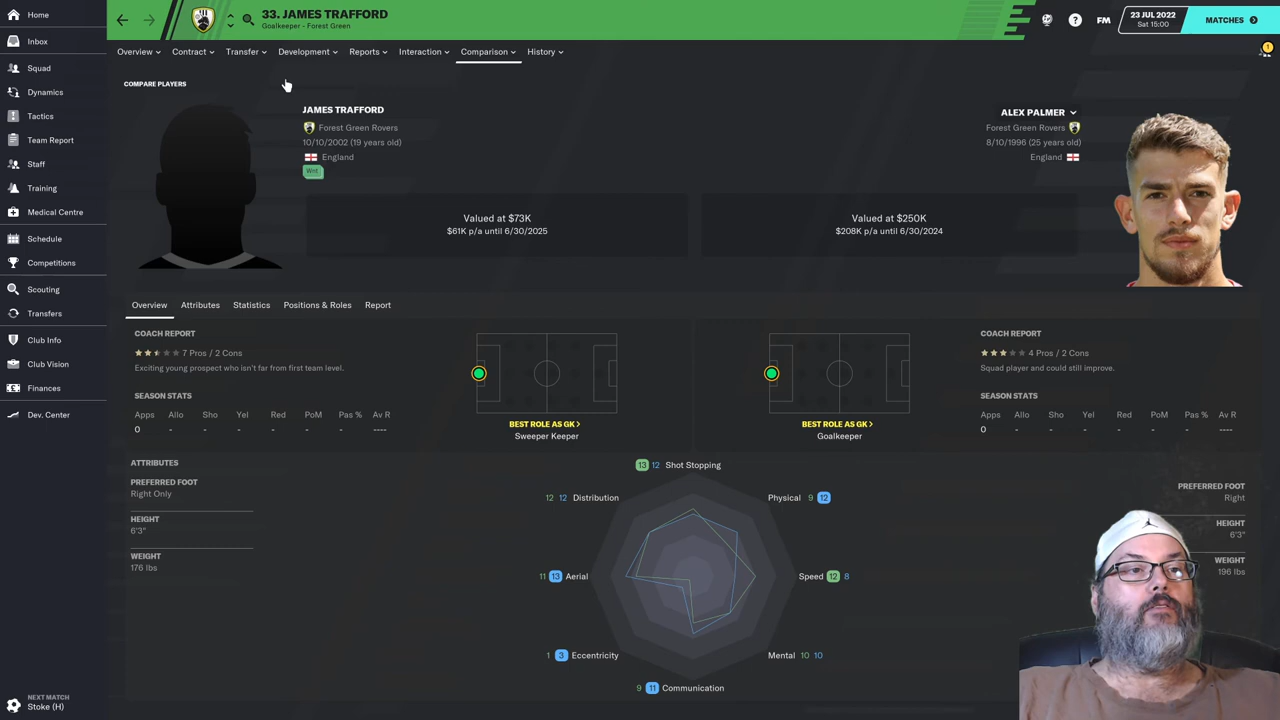 33. JAMES TRAFFORD
Goalkeeper - Forest Green
FM
23 JUL 2022
Sat 15:00
MATCHES
Home
Inbox
Squad
Dynamics
Tactics
Team Report
Staff
Training
Medical Centre
Schedule
Competitions
Scouting
Transfers
Club Info
Club Vision
Finances
Dev. Center
NEXT MATCH
Stoke (H)
Overview
Contract
Transfer
Development
Reports
Interaction
Comparison
History
1
COMPARE PLAYERS
JAMES TRAFFORD
Forest Green Rovers
10/10/2002 (19 years old)
England
Wnt
ALEX PALMER
Forest Green Rovers
8/10/1996 (25 years old)
England
Valued at $73K
$61K p/a until 6/30/2025
Valued at $250K
$208K p/a until 6/30/2024
Overview Attributes Statistics Positions & Roles Report
COACH REPORT
7 Pros / 2 Cons
Exciting young prospect who isn't far from first team level.
SEASON STATS
Apps Allo Sho Yel Red PoM Pas % Av R
0 - - - - - - ----
BEST ROLE AS GK >
Sweeper Keeper
BEST ROLE AS GK >
Goalkeeper
COACH REPORT
4 Pros / 2 Cons
Squad player and could still improve.
SEASON STATS
Apps Allo Sho Yel Red PoM Pas % Av R
0 - - - - - - ----
ATTRIBUTES
PREFERRED FOOT
Right Only
HEIGHT
6'3"
WEIGHT
176 lbs
13 12 Shot Stopping
12 12 Distribution
Physical 9 12
11 13 Aerial
Speed 12 8
1 3 Eccentricity
Mental 10 10
9 11 Communication
PREFERRED FOOT
Right
HEIGHT
6'3"
WEIGHT
196 lbs